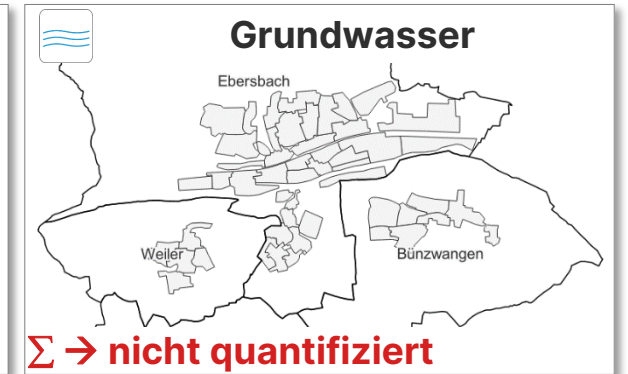 Grundwasser
Ebersbach
Weiler
Bünzwangen
∑ → nicht quantifiziert